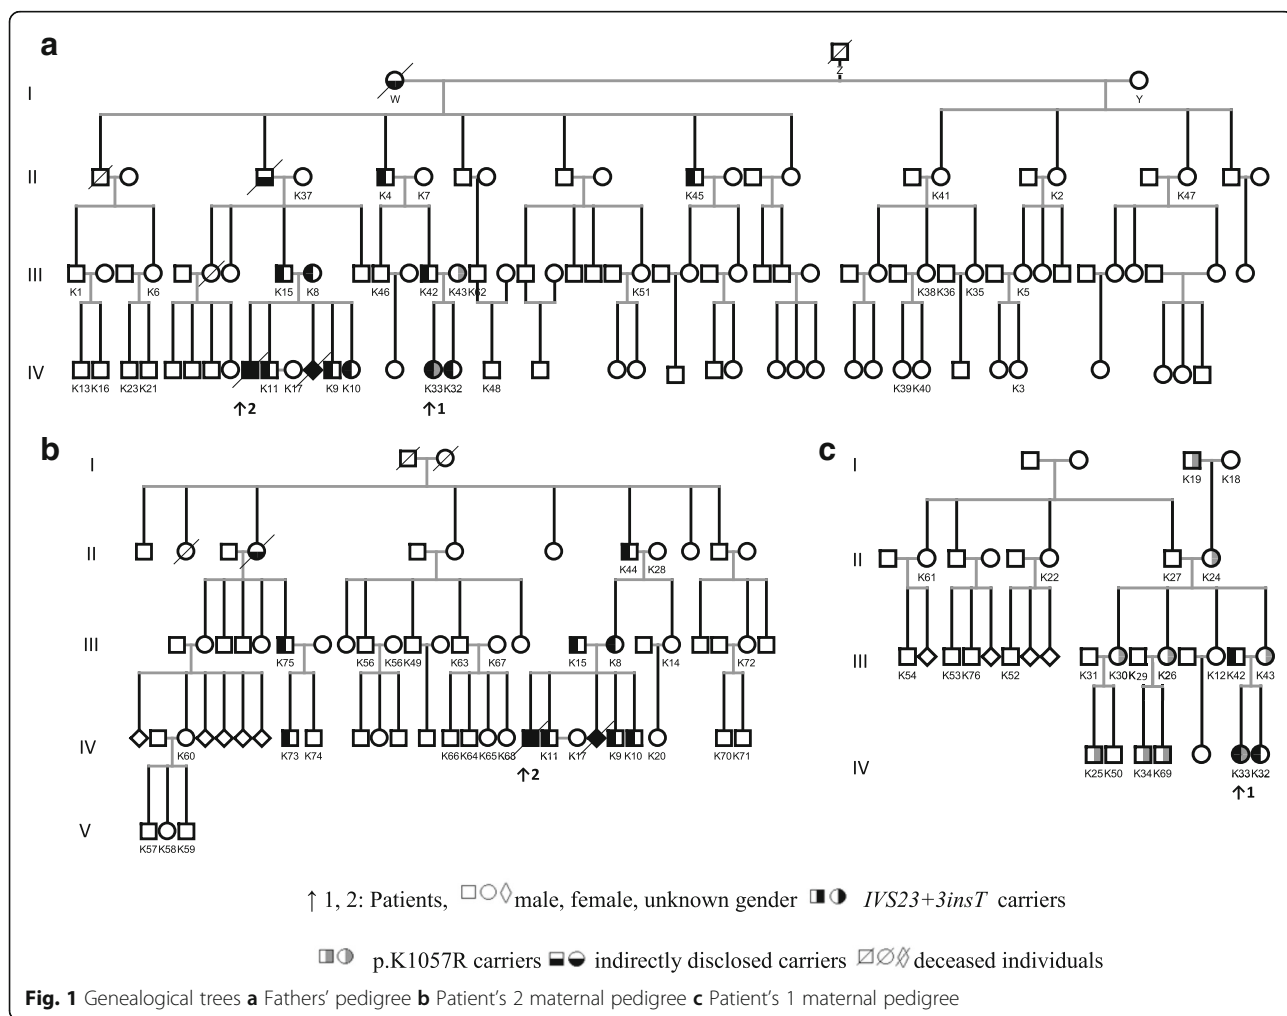 a
Z
I
W
Y
II
K37
K4
K7
K45
K41
K2
K47
III
K1
K6
K15
K8
K46
K42
K43
K62
K51
K38
K36
K35
K5
IV
K13
K16
K23
K21
K11
K17
K9
K10
K33
K32
K48
K39
K40
K3
↑2
↑1
b
I
II
K44
K28
III
K75
K56
K56
K49
K63
K67
K15
K8
K14
K72
IV
K60
K73
K74
K66
K64
K65
K68
K11
K17
K9
K10
K20
K70
K71
↑2
V
K57
K58
K59
c
I
K19
K18
II
K61
K22
K27
K24
III
K54
K53
K76
K52
K31
K30
K29
K26
K12
K42
K43
IV
K25
K50
K34
K69
K33
K32
↑1
↑ 1, 2: Patients, male, female, unknown gender IVS23+3insT carriers
p.K1057R carriers indirectly disclosed carriers deceased individuals
Fig. 1 Genealogical trees a Fathers' pedigree b Patient's 2 maternal pedigree c Patient's 1 maternal pedigree